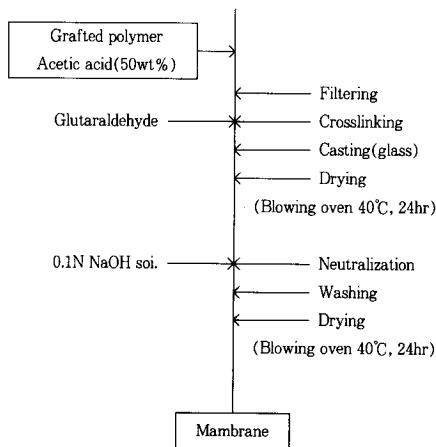 Grafted polymer
Acetic acid(50wt%)
Filtering
Glutaraldehyde
Crosslinking
Casting(glass)
Drying
(Blowing oven 40℃, 24hr)
0.1N NaOH soi.
Neutralization
Washing
Drying
(Blowing oven 40℃, 24hr)
Mambrane